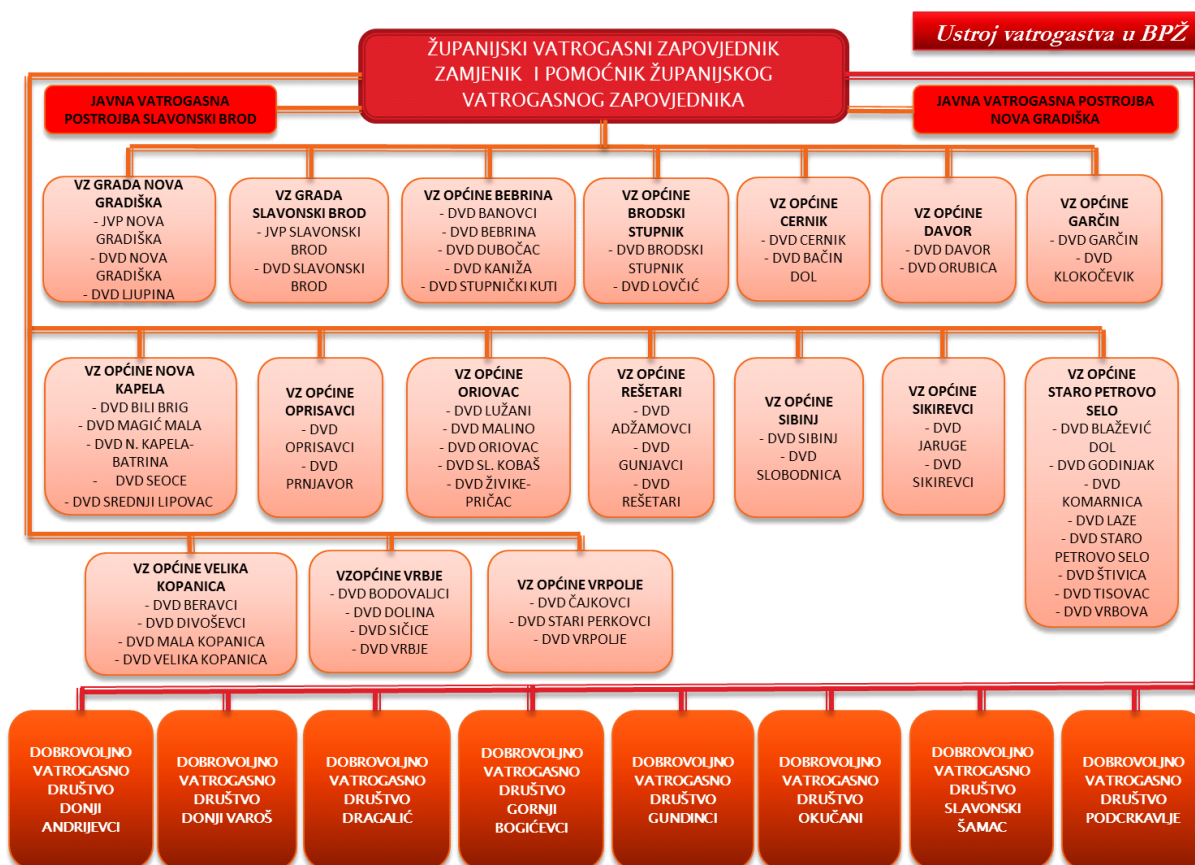 Ustroj vatrogastva u BPŽ
ŽUPANIJSKI VATROGASNI ZAPOVJEDNIK
ZAMJENIK I POMOĆNIK ŽUPANIJSKOG
VATROGASNOG ZAPOVJEDNIKA
JAVNA VATROGASNA
POSTROJBA SLAVONSKI BROD
JAVNA VATROGASNA POSTROJBA
NOVA GRADIŠKA
VZ GRADA NOVA
GRADIŠKA
- JVP NOVA
GRADIŠKA
- DVD NOVA
GRADIŠKA
- DVD LJUPINA
VZ GRADA
SLAVONSKI BROD
- JVP SLAVONSKI
BROD
- DVD SLAVONSKI
BROD
VZ OPĆINE BEBRINA
- DVD BANOVCI
- DVD BEBRINA
- DVD DUBOČAC
- DVD KANIŽA
- DVD STUPNIČKI KUTI
VZ OPĆINE
BRODSKI
STUPNIK
- DVD BRODSKI
STUPNIK
- DVD LOVČIĆ
VZ OPĆINE
CERNIK
- DVD CERNIK
- DVD BAČIN
DOL
VZ OPĆINE
DAVOR
- DVD DAVOR
- DVD ORUBICA
VZ OPĆINE
GARČIN
- DVD GARČIN
- DVD
KLOKOČEVIK
VZ OPĆINE NOVA
KAPELA
- DVD BILI BRIG
- DVD MAGIĆ MALA
- DVD N. KAPELA-
BATRINA
- DVD SEOCE
- DVD SREDNJI LIPOVAC
VZ OPĆINE
OPRISAVCI
- DVD
OPRISAVCI
- DVD
PRNJAVOR
VZ OPĆINE
ORIOVAC
- DVD LUŽANI
- DVD MALINO
- DVD ORIOVAC
- DVD SL. KOBAŠ
- DVD ŽIVIKE-
PRIČAC
VZ OPĆINE
REŠETARI
- DVD
ADŽAMOVCI
- DVD
GUNJAVCI
- DVD
REŠETARI
VZ OPĆINE
SIBINJ
- DVD SIBINJ
- DVD
SLOBODNICA
VZ OPĆINE
SIKIREVCI
- DVD
JARUGE
- DVD
SIKIREVCI
VZ OPĆINE
STARO PETROVO
SELO
- DVD BLAŽEVIĆ
DOL
- DVD GODINJAK
- DVD
KOMARNICA
- DVD LAZE
- DVD STARO
PETROVO SELO
- DVD ŠTIVICA
- DVD TISOVAC
- DVD VRBOVA
VZ OPĆINE VELIKA
KOPANICA
- DVD BERAVCI
- DVD DIVOŠEVCI
- DVD MALA KOPANICA
- DVD VELIKA KOPANICA
VZOPĆINE VRBJE
- DVD BODOVALJCI
- DVD DOLINA
- DVD SIČICE
- DVD VRBJE
VZ OPĆINE VRPOLJE
- DVD ČAJKOVCI
- DVD STARI PERKOVCI
- DVD VRPOLJE
DOBROVOLJNO
VATROGASNO
DRUŠTVO
DONJI
ANDRIJEVCI
DOBROVOLJNO
VATROGASNO
DRUŠTVO
DONJI VAROŠ
DOBROVOLJNO
VATROGASNO
DRUŠTVO
DRAGALIĆ
DOBROVOLJNO
VATROGASNO
DRUŠTVO
GORNJI
BOGIĆEVCI
DOBROVOLJNO
VATROGASNO
DRUŠTVO
GUNDINCI
DOBROVOLJNO
VATROGASNO
DRUŠTVO
OKUČANI
DOBROVOLJNO
VATROGASNO
DRUŠTVO
SLAVONSKI
ŠAMAC
DOBROVOLJNO
VATROGASNO
DRUŠTVO
PODCRKAVLJE